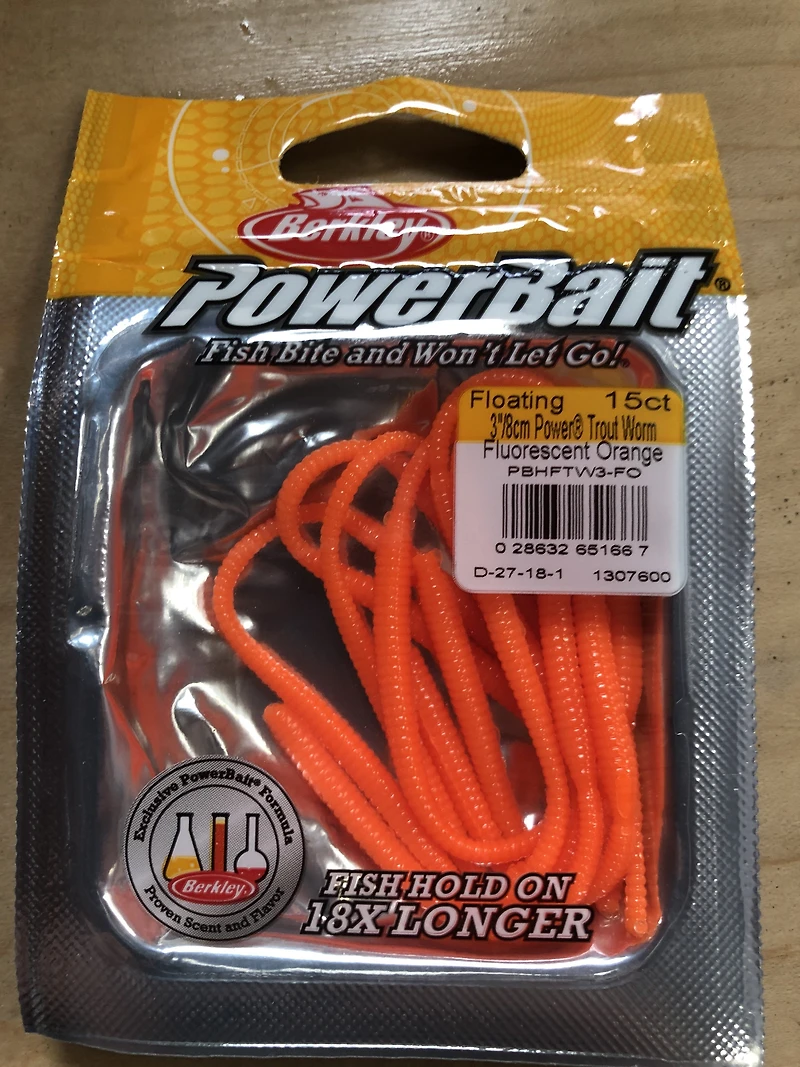 Berkley®
PowerBait®
Fish Bite and Won't Let Go!®
Floating 15ct
3"/8cm Power® Trout Worm
Fluorescent Orange
PBHFTW3-FO
0 28632 65166 7
D-27-18-1 1307600
Exclusive PowerBait® Formula
Berkley
Proven Scent and Flavor
FISH HOLD ON
18X LONGER